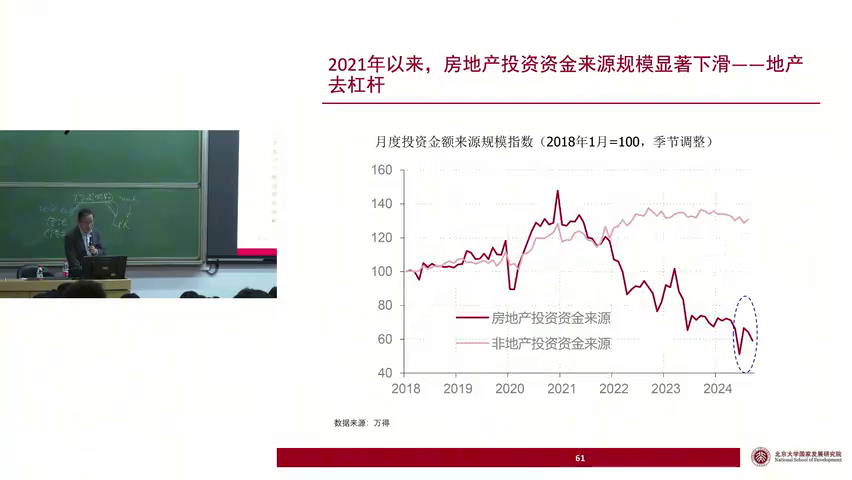 2021年以来，房地产投资资金来源规模显著下滑——地产
去杠杆
月度投资金额来源规模指数（2018年1月=100，季节调整）
160
140
120
100
80
60
40
房地产投资资金来源
非地产投资资金来源
2018 2019 2020 2021 2022 2023 2024
数据来源：万得
61
北京大学国家发展研究院
National School of Development